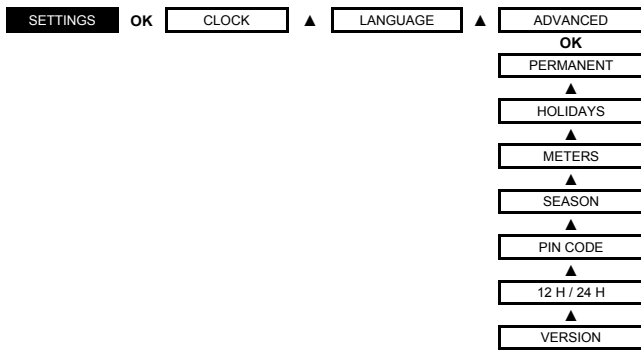 SETTINGS OK CLOCK ▲ LANGUAGE ▲ ADVANCED
OK
PERMANENT
▲
HOLIDAYS
▲
METERS
▲
SEASON
▲
PIN CODE
▲
12 H / 24 H
▲
VERSION